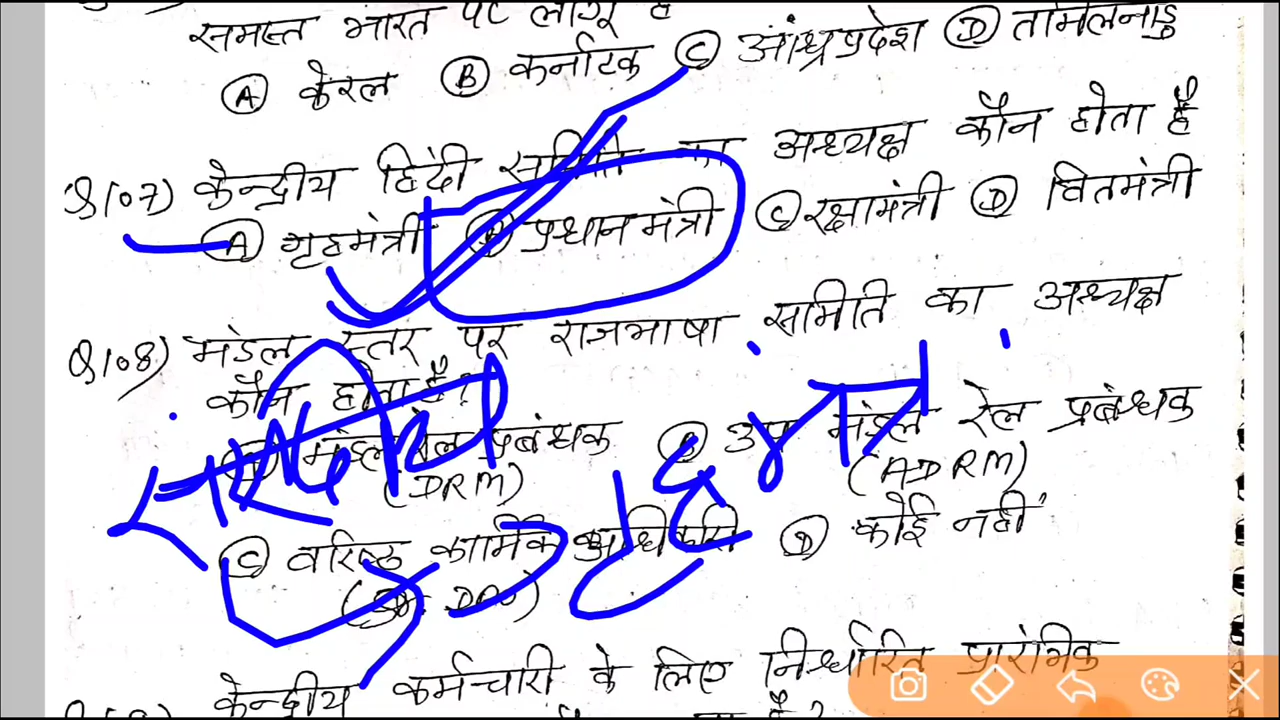 समस्त भारत पर लागू है
Ⓐ केरल Ⓑ कर्नाटक Ⓒ आंध्रप्रदेश Ⓓ तामिलनाडु
Q107) केन्द्रीय हिंदी समिति का अध्यक्ष कौन होता है
Ⓐ गृहमंत्री Ⓑ प्रधानमंत्री Ⓒ रक्षामंत्री Ⓓ वितमंत्री
Q108) मंडल स्तर पर राजभाषा समिति का अध्यक्ष
कौन होता है?
मंडल रेल प्रबंधक Ⓑ उप मंडल रेल प्रबंधक
(DRM) (ADRM)
Ⓒ वरिष्ठ कार्मिक अधिकारी Ⓓ कोई नही
केन्द्रीय कर्मचारी के लिए निर्धारित प्रारंभिक